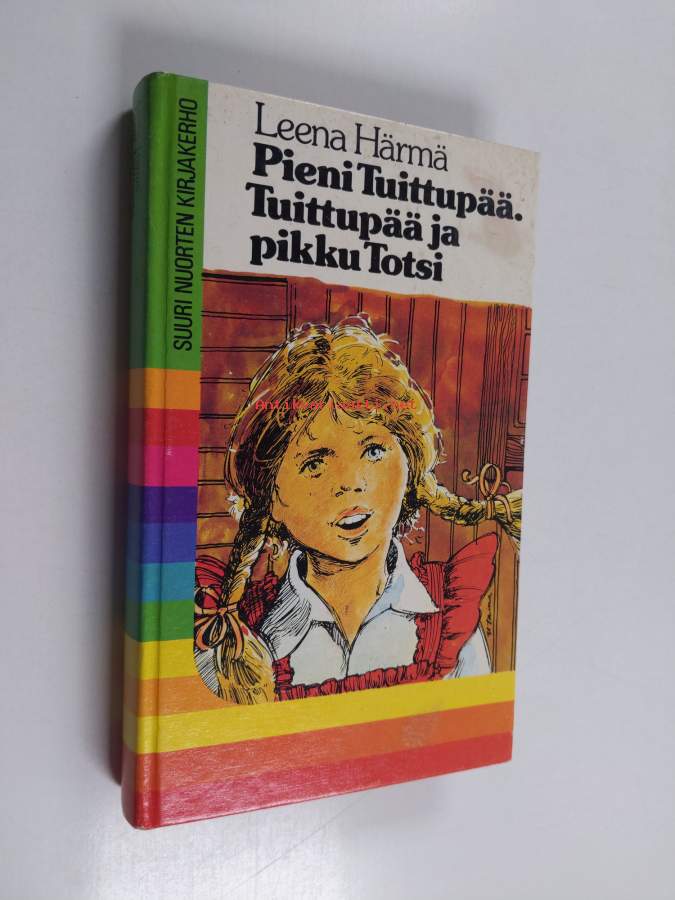 SUURI NUORTEN KIRJAKERHO
Leena Härmä
Pieni Tuittupää.
Tuittupää ja
pikku Totsi